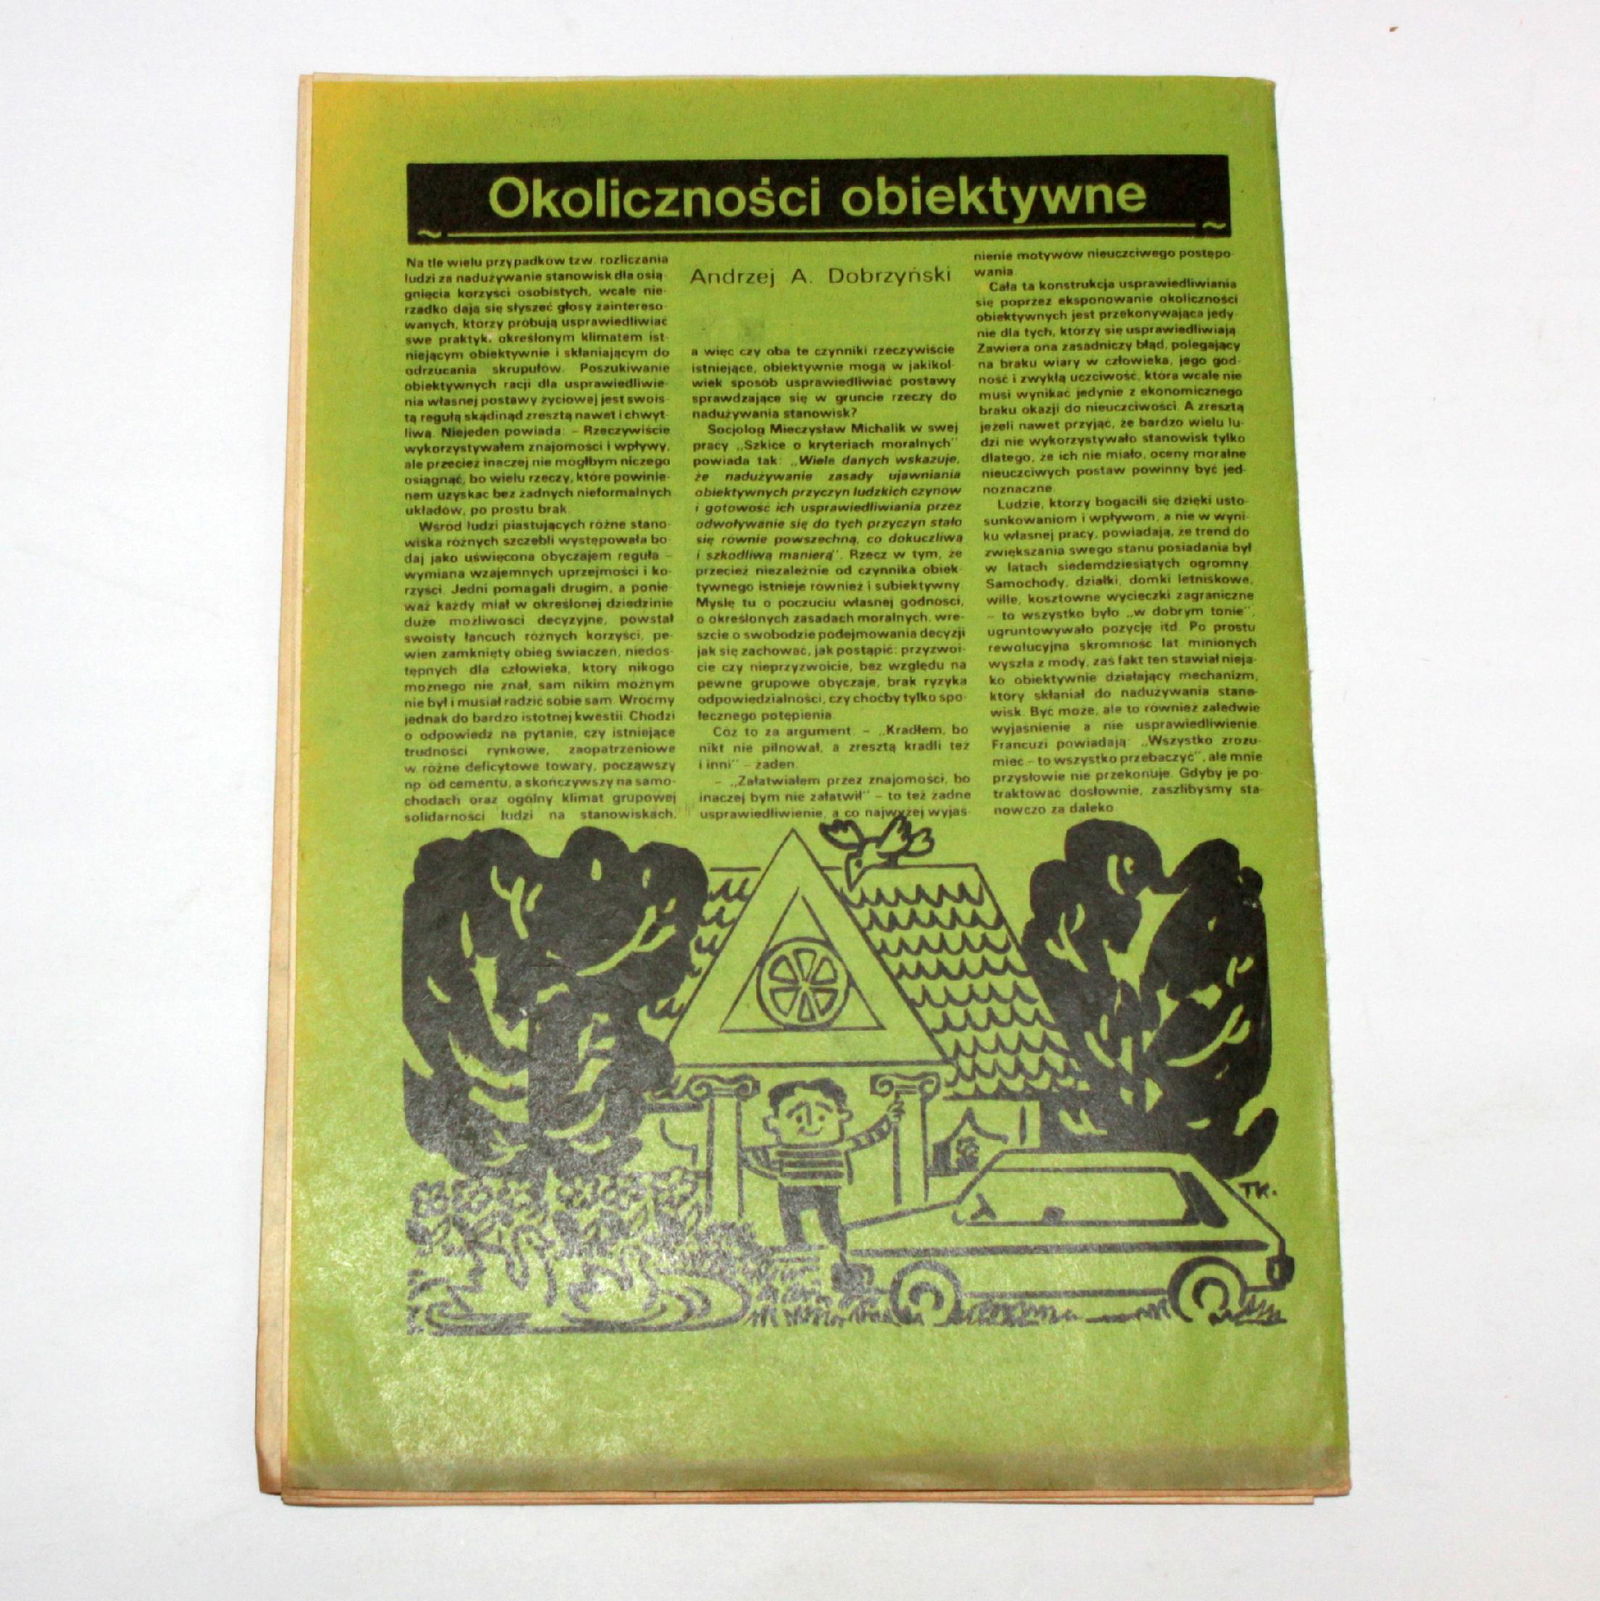 Okoliczności obiektywne
Andrzej A. Dobrzyński
Na tle wielu przypadków tzw. rozliczania
ludzi za nadużywanie stanowisk dla osią-
gnięcia korzyści osobistych, wcale nie-
rzadko dają się słyszeć głosy zaintereso-
wanych, którzy próbują usprawiedliwiać
swe praktyk. określonym klimatem ist-
niejącym obiektywnie i skłaniającym do
odrzucania skrupułów. Poszukiwanie
obiektywnych racji dla usprawiedliwie-
nia własnej postawy życiowej jest swois-
tą regułą skądinąd zresztą nawet i chwyt-
liwą. Niejeden powiada: – Rzeczywiście
wykorzystywałem znajomości i wpływy,
ale przecież inaczej nie mógłbym niczego
osiągnąć, bo wielu rzeczy, które powinie-
nem uzyskać bez żadnych nieformalnych
układów, po prostu brak.
Wśród ludzi piastujących różne stano-
wiska różnych szczebli występowała bo-
daj jako uświęcona obyczajem reguła –
wymiana wzajemnych uprzejmości i ko-
rzyści. Jedni pomagali drugim, a ponie-
waż każdy miał w określonej dziedzinie
duże możliwości decyzyjne, powstał
swoisty łańcuch różnych korzyści, pe-
wien zamknięty obieg świaczeń, niedos-
tępnych dla człowieka, który nikogo
możnego nie znał, sam nikim możnym
nie był i musiał radzić sobie sam. Wróćmy
jednak do bardzo istotnej kwestii. Chodzi
o odpowiedź na pytanie, czy istniejące
trudności rynkowe, zaopatrzeniowe
w różne deficytowe towary, począwszy
np. od cementu, a skończywszy na samo-
chodach oraz ogólny klimat grupowej
solidarności ludzi na stanowiskach,
a więc czy oba te czynniki rzeczywiście
istniejące, obiektywnie mogą w jakikol-
wiek sposób usprawiedliwiać postawy
sprawdzające się w gruncie rzeczy do
nadużywania stanowisk?
Socjolog Mieczysław Michalik w swej
pracy „Szkice o kryteriach moralnych”
powiada tak: „Wiele danych wskazuje,
że nadużywanie zasady ujawniania
obiektywnych przyczyn ludzkich czynów
i gotowość ich usprawiedliwiania przez
odwoływanie się do tych przyczyn stało
się równie powszechną, co dokuczliwą
i szkodliwą manierą”. Rzecz w tym, że
przecież niezależnie od czynnika obiek-
tywnego istnieje również i subiektywny.
Myślę tu o poczuciu własnej godności,
o określonych zasadach moralnych, wre-
szcie o swobodzie podejmowania decyzji
jak się zachować, jak postąpić: przyzwoi-
cie czy nieprzyzwoicie, bez względu na
pewne grupowe obyczaje, brak ryzyka
odpowiedzialności, czy choćby tylko spo-
łecznego potępienia.
Cóż to za argument – „Kradłem, bo
nikt nie pilnował, a zresztą kradli też
i inni” – żaden.
– „Załatwiałem przez znajomości, bo
inaczej bym nie załatwił” – to też żadne
usprawiedliwienie, a co najwyżej wyjaś-
nienie motywów nieuczciwego postępo-
wania.
Cała ta konstrukcja usprawiedliwiania
się poprzez eksponowanie okoliczności
obiektywnych jest przekonywająca jedy-
nie dla tych, którzy się usprawiedliwiają.
Zawiera ona zasadniczy błąd, polegający
na braku wiary w człowieka, jego god-
ność i zwykłą uczciwość, która wcale nie
musi wynikać jedynie z ekonomicznego
braku okazji do nieuczciwości. A zresztą
jeżeli nawet przyjąć, że bardzo wielu lu-
dzi nie wykorzystywało stanowisk tylko
dlatego, że ich nie miało, oceny moralne
nieuczciwych postaw powinny być jed-
noznaczne.
Ludzie, którzy bogacili się dzięki usto-
sunkowaniom i wpływom, a nie w wyni-
ku własnej pracy, powiadają, że trend do
zwiększania swego stanu posiadania był
w latach siedemdziesiątych ogromny.
Samochody, działki, domki letniskowe,
wille, kosztowne wycieczki zagraniczne
– to wszystko było „w dobrym tonie”,
ugruntowywało pozycję itd. Po prostu
rewolucyjna skromność lat minionych
wyszła z mody, zaś fakt ten stawiał nieja-
ko obiektywnie działający mechanizm,
który skłaniał do nadużywania stano-
wisk. Być może, ale to również zaledwie
wyjaśnienie a nie usprawiedliwienie.
Francuzi powiadają: „Wszystko zrozu-
mieć – to wszystko przebaczyć”, ale mnie
przysłowie nie przekonuje. Gdyby je po-
traktować dosłownie, zaszlibyśmy sta-
nowczo za daleko.
TK.